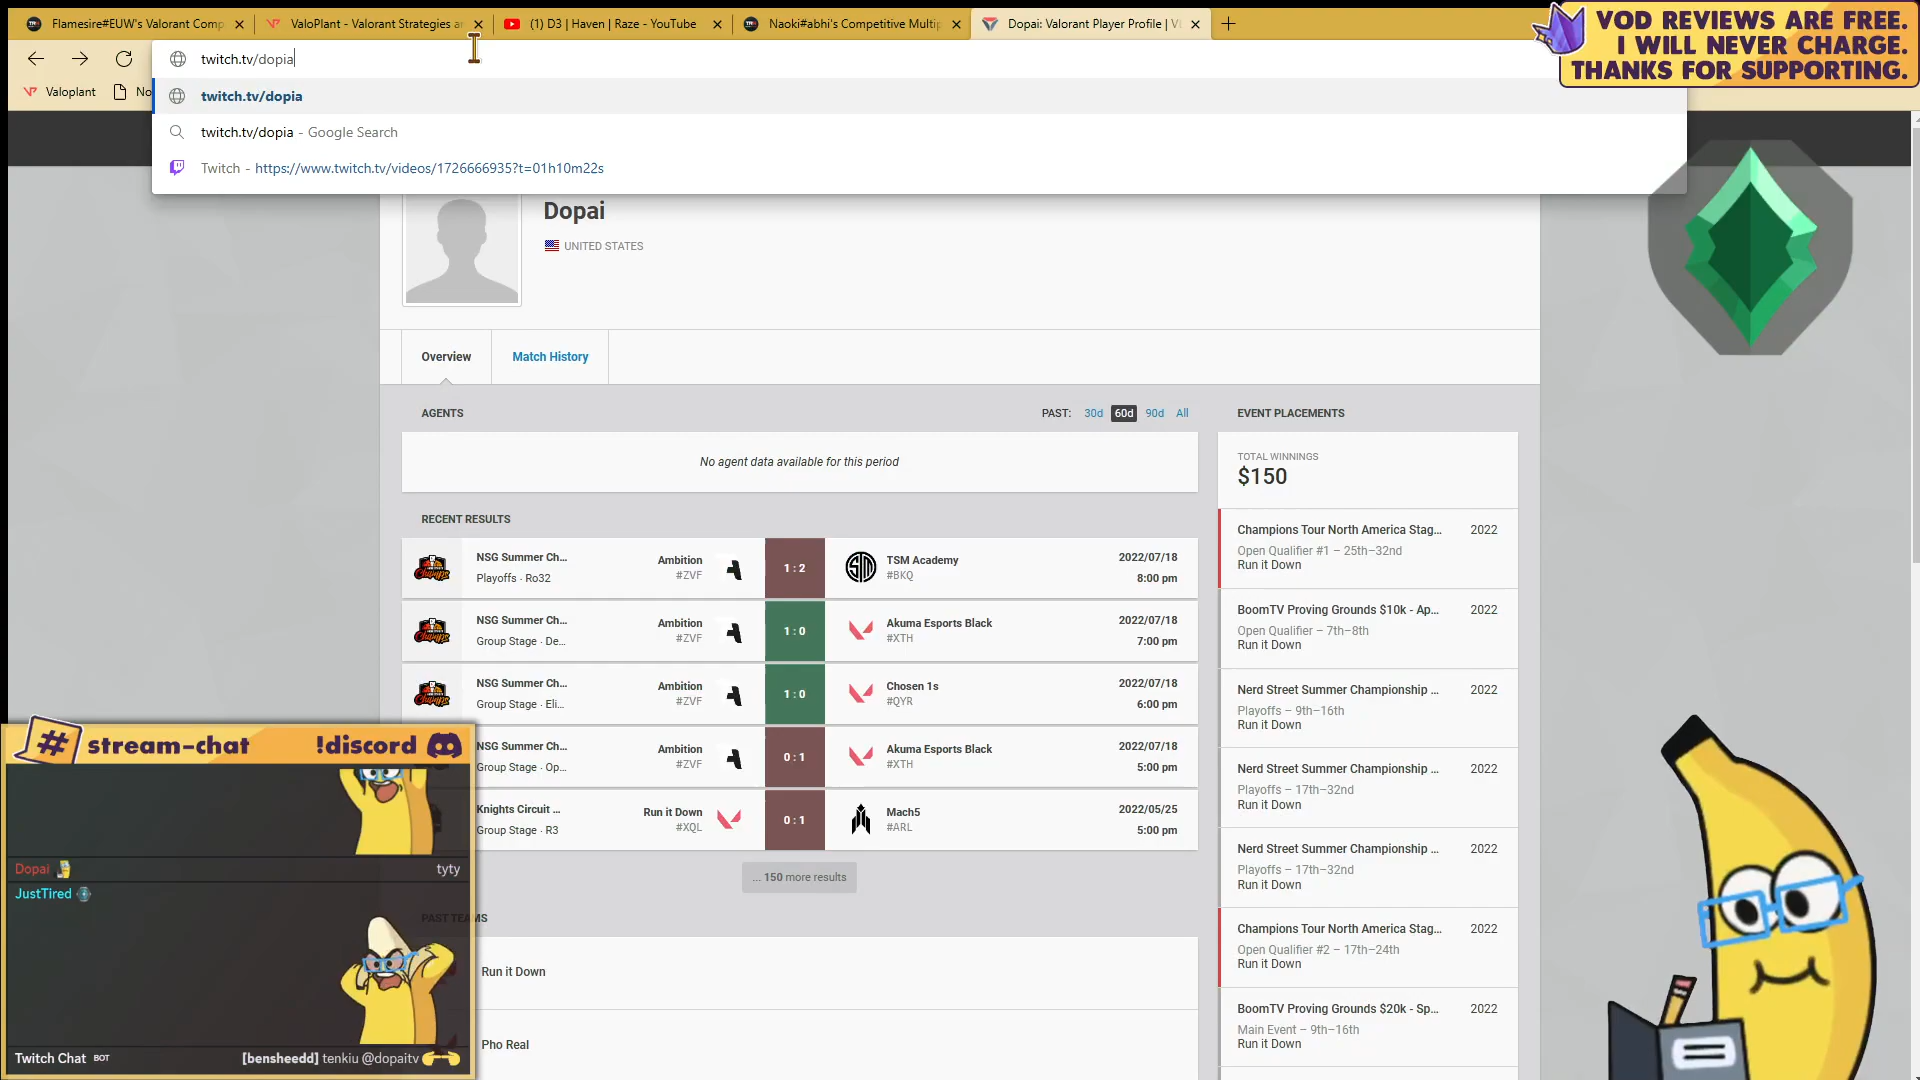 Flamesire#EUW's Valorant Comp
ValoPlant - Valorant Strategies a
(1) D3 | Haven | Raze - YouTube
Naoki#abhi's Competitive Multip
Dopai: Valorant Player Profile | VL
VOD REVIEWS ARE FREE.
I WILL NEVER CHARGE.
THANKS FOR SUPPORTING.
twitch.tv/dopia
Valoplant
No
twitch.tv/dopia
twitch.tv/dopia - Google Search
Twitch - https://www.twitch.tv/videos/1726666935?t=01h10m22s
Dopai
UNITED STATES
Overview
Match History
AGENTS
PAST: 30d 60d 90d All
No agent data available for this period
RECENT RESULTS
NSG Summer Ch...
Playoffs · Ro32
Ambition
#ZVF
1 : 2
TSM Academy
#BKQ
2022/07/18
8:00 pm
NSG Summer Ch...
Group Stage · De...
Ambition
#ZVF
1 : 0
Akuma Esports Black
#XTH
2022/07/18
7:00 pm
NSG Summer Ch...
Group Stage · Eli...
Ambition
#ZVF
1 : 0
Chosen 1s
#QYR
2022/07/18
6:00 pm
NSG Summer Ch...
Group Stage · Op...
Ambition
#ZVF
0 : 1
Akuma Esports Black
#XTH
2022/07/18
5:00 pm
Knights Circuit ...
Group Stage · R3
Run it Down
#XQL
0 : 1
Mach5
#ARL
2022/05/25
5:00 pm
... 150 more results
PAST TEAMS
Run it Down
Pho Real
EVENT PLACEMENTS
TOTAL WINNINGS
$150
Champions Tour North America Stag...
2022
Open Qualifier #1 – 25th–32nd
Run it Down
BoomTV Proving Grounds $10k - Ap...
2022
Open Qualifier – 7th–8th
Run it Down
Nerd Street Summer Championship ...
2022
Playoffs – 9th–16th
Run it Down
Nerd Street Summer Championship ...
2022
Playoffs – 17th–32nd
Run it Down
Nerd Street Summer Championship ...
2022
Playoffs – 17th–32nd
Run it Down
Champions Tour North America Stag...
2022
Open Qualifier #2 – 17th–24th
Run it Down
BoomTV Proving Grounds $20k - Sp...
2022
Main Event – 9th–16th
Run it Down
# stream-chat
!discord
Dopai
tyty
JustTired
Twitch Chat BOT
[bensheedd] tenkiu @dopaitv